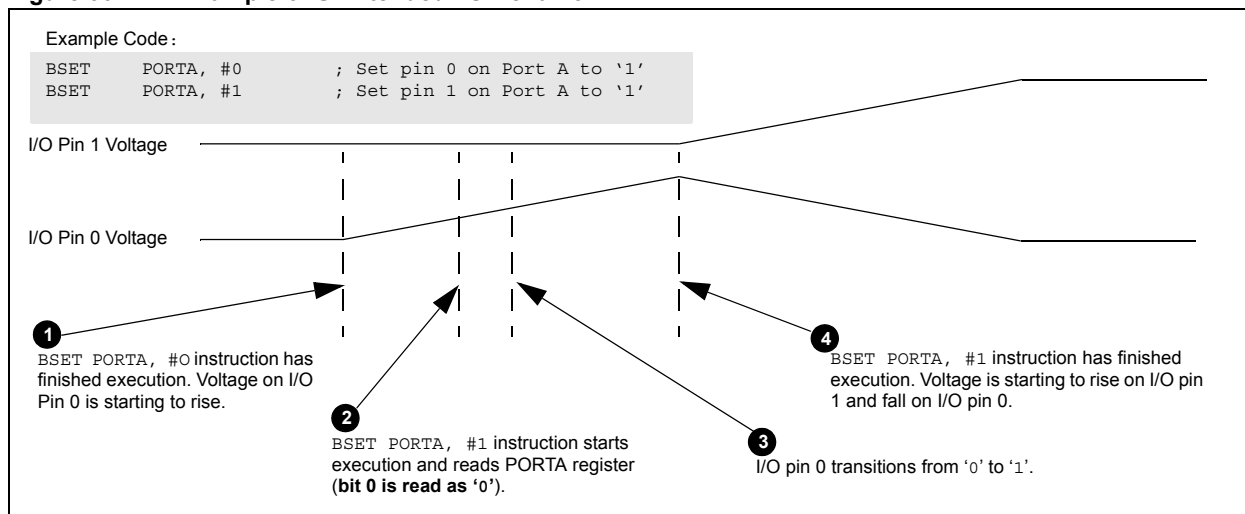 Example Code:
BSET PORTA, #0 ; Set pin 0 on Port A to ‘1’
BSET PORTA, #1 ; Set pin 1 on Port A to ‘1’
I/O Pin 1 Voltage
I/O Pin 0 Voltage
1
BSET PORTA, #O instruction has
finished execution. Voltage on I/O
Pin 0 is starting to rise.
2
BSET PORTA, #1 instruction starts
execution and reads PORTA register
(bit 0 is read as ‘0’).
3
I/O pin 0 transitions from ‘0’ to ‘1’.
4
BSET PORTA, #1 instruction has finished
execution. Voltage is starting to rise on I/O pin
1 and fall on I/O pin 0.